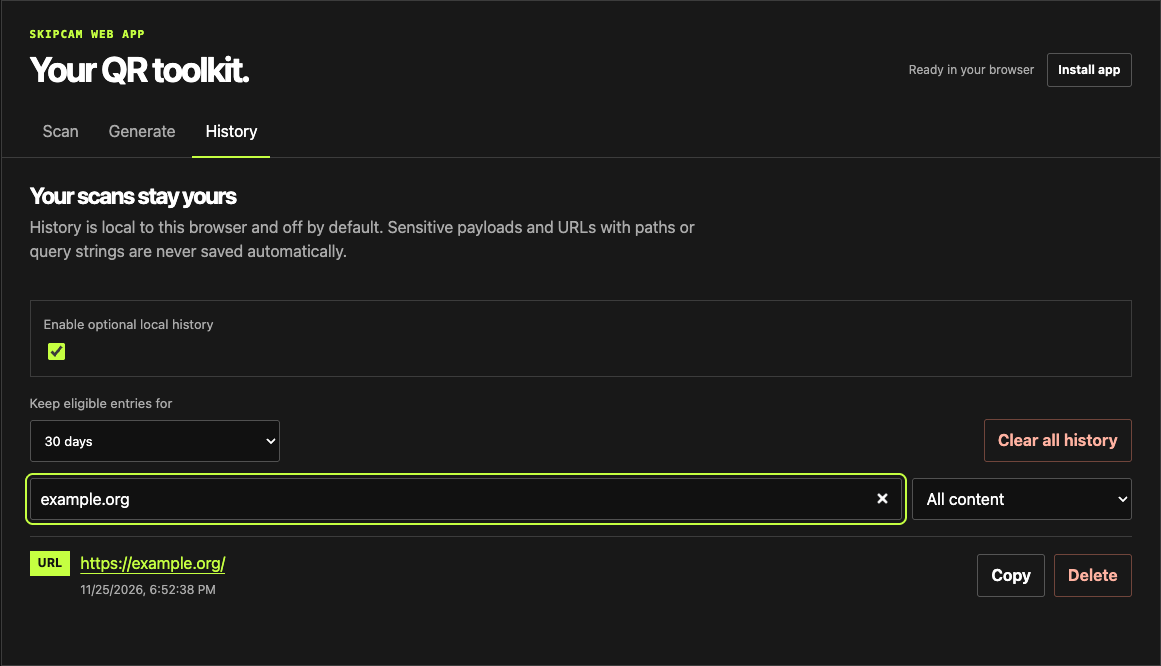 SKIPCAM WEB APP
Your QR toolkit.
Ready in your browser
Install app
Scan
Generate
History
Your scans stay yours
History is local to this browser and off by default. Sensitive payloads and URLs with paths or
query strings are never saved automatically.
Enable optional local history
Keep eligible entries for
30 days
Clear all history
example.org
All content
URL
https://example.org/
11/25/2026, 6:52:38 PM
Copy
Delete